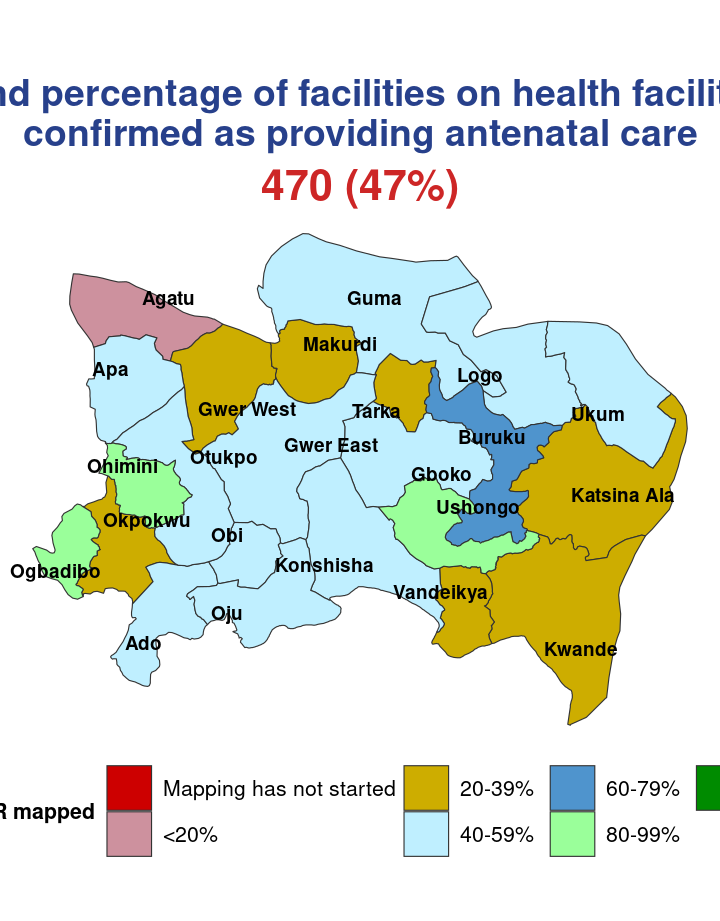 percentage of facilities on health
confirmed as providing antenatal care
470 (47%)
Agatu
Guma
Makurdi
Apa
Logo
Gwer West
Tarka
Ukum
Buruku
Gwer East
Otukpo
Ohimini
Gboko
Katsina Ala
Ushongo
Okpokwu
Obi
Konshisha
Ogbadibo
Vandeikya
Oju
Ado
Kwande
mapped
Mapping has not started
20-39%
60-79%
<20%
40-59%
80-99%